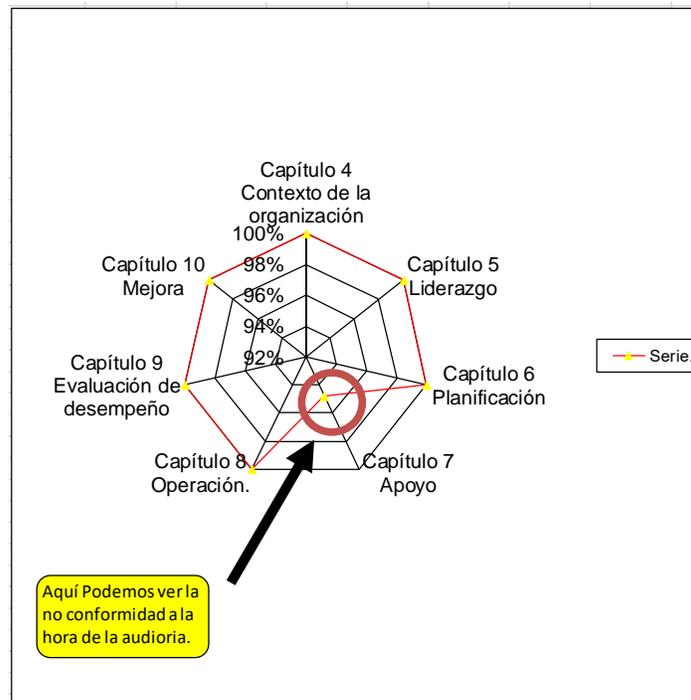 Capítulo 4
Contexto de la
organización
100%
98%
96%
94%
92%
Capítulo 5
Liderazgo
Capítulo 6
Planificación
Capítulo 7
Apoyo
Capítulo 8
Operación.
Capítulo 9
Evaluación de
desempeño
Capítulo 10
Mejora
Serie.
Aquí Podemos ver la
no conformidad a la
hora de la audioria.